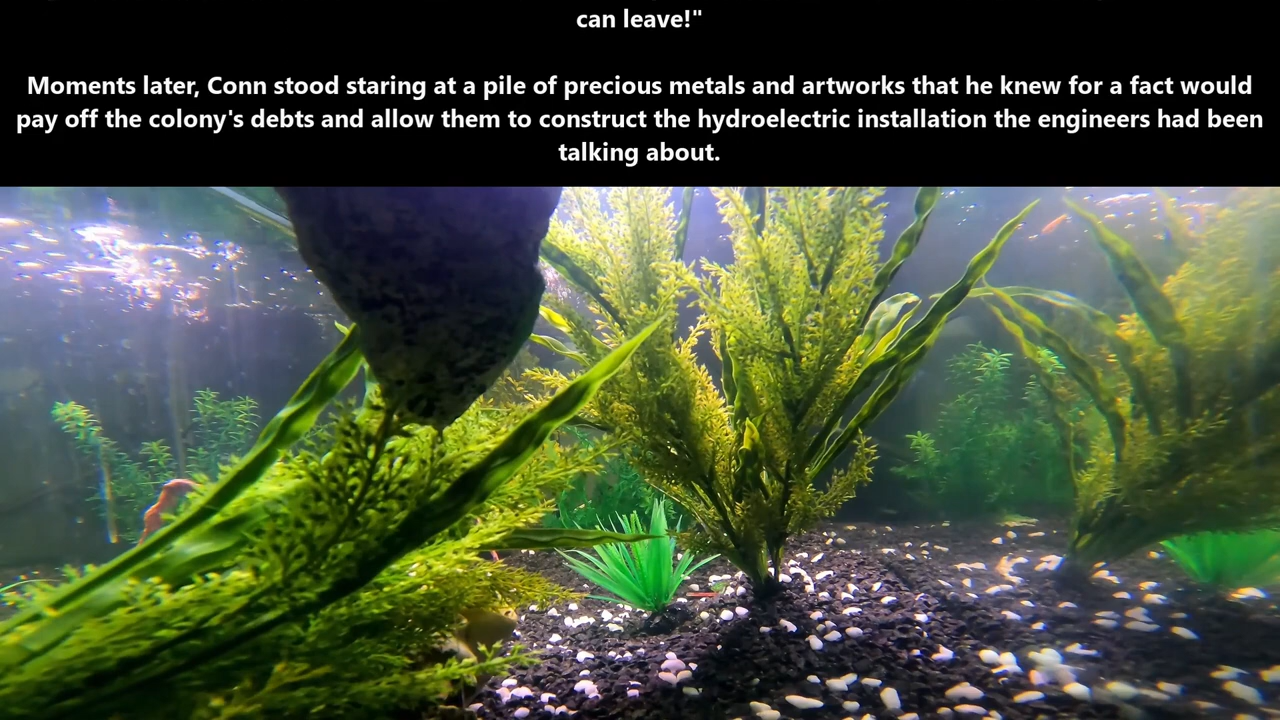 can leave!"
Moments later, Conn stood staring at a pile of precious metals and artworks that he knew for a fact would
pay off the colony's debts and allow them to construct the hydroelectric installation the engineers had been
talking about.